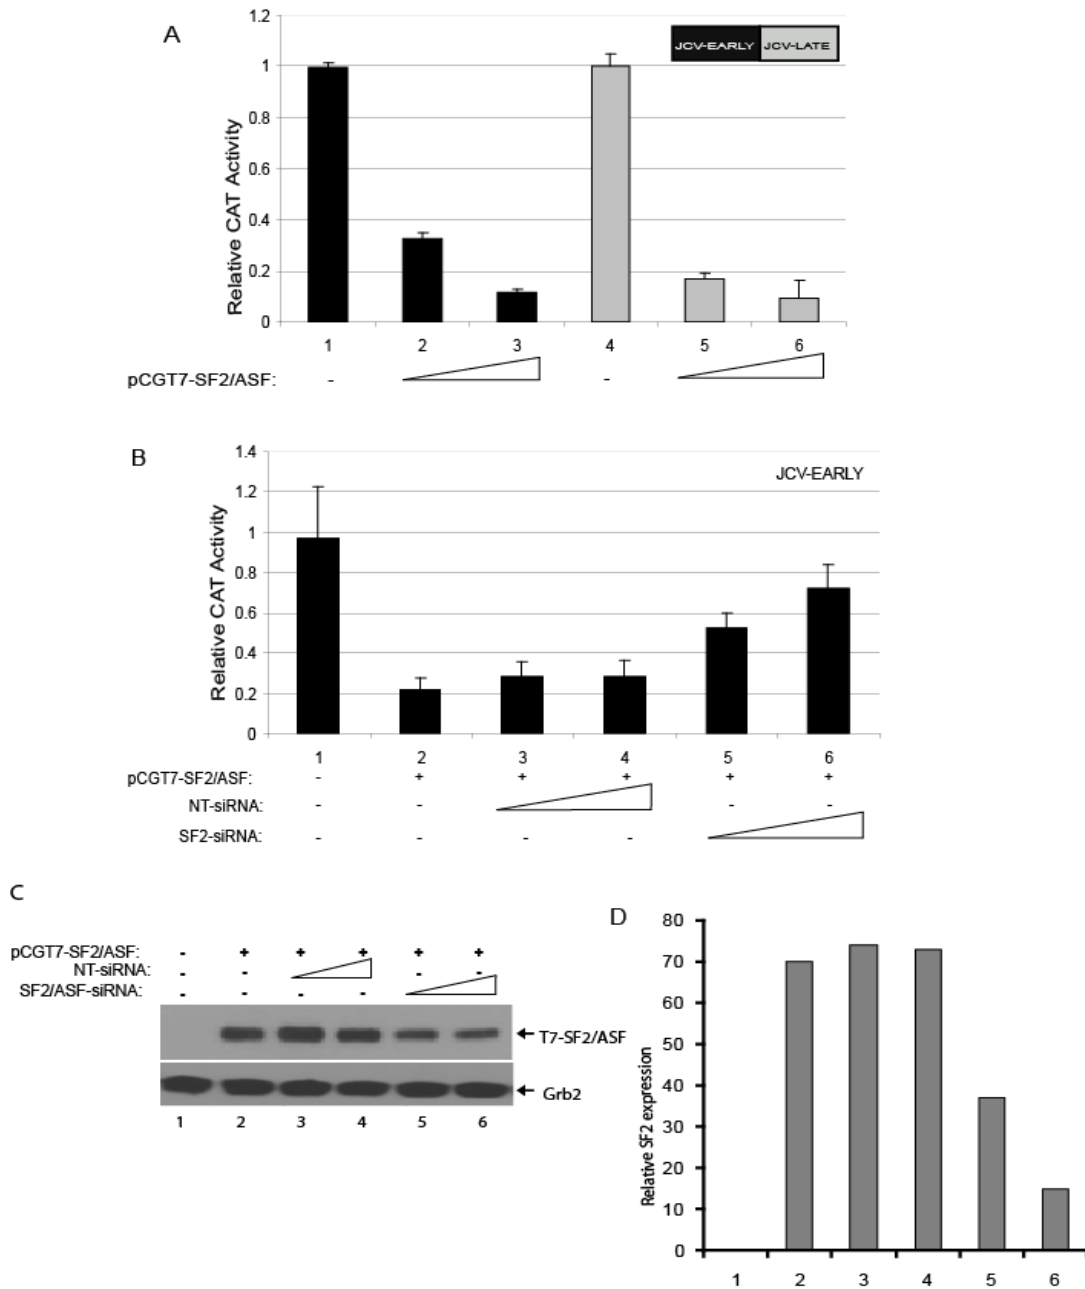 A
JCV-EARLY JCV-LATE
Relative CAT Activity
1.2
1
0.8
0.6
0.4
0.2
0
1 2 3 4 5 6
pCGT7-SF2/ASF: - -
B
JCV-EARLY
Relative CAT Activity
1.4
1.2
1
0.8
0.6
0.4
0.2
0
1 2 3 4 5 6
pCGT7-SF2/ASF: - + + + + +
NT-siRNA: - - - -
SF2-siRNA: - - - -
C
pCGT7-SF2/ASF: - + + + + +
NT-siRNA: - - - -
SF2/ASF-siRNA: - - - -
T7-SF2/ASF
Grb2
1 2 3 4 5 6
D
Relative SF2 expression
80
70
60
50
40
30
20
10
0
1 2 3 4 5 6